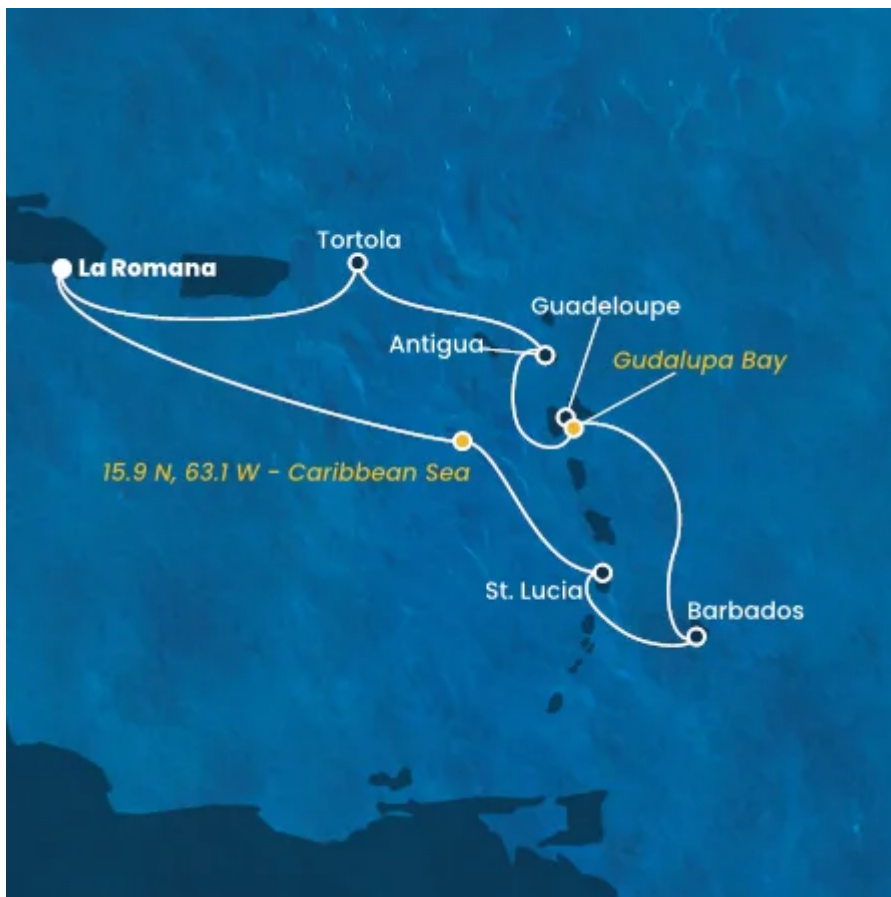 Tortola
La Romana
Guadeloupe
Antigua
Gudalupa Bay
15.9 N, 63.1 W - Caribbean Sea
St. Lucia
Barbados